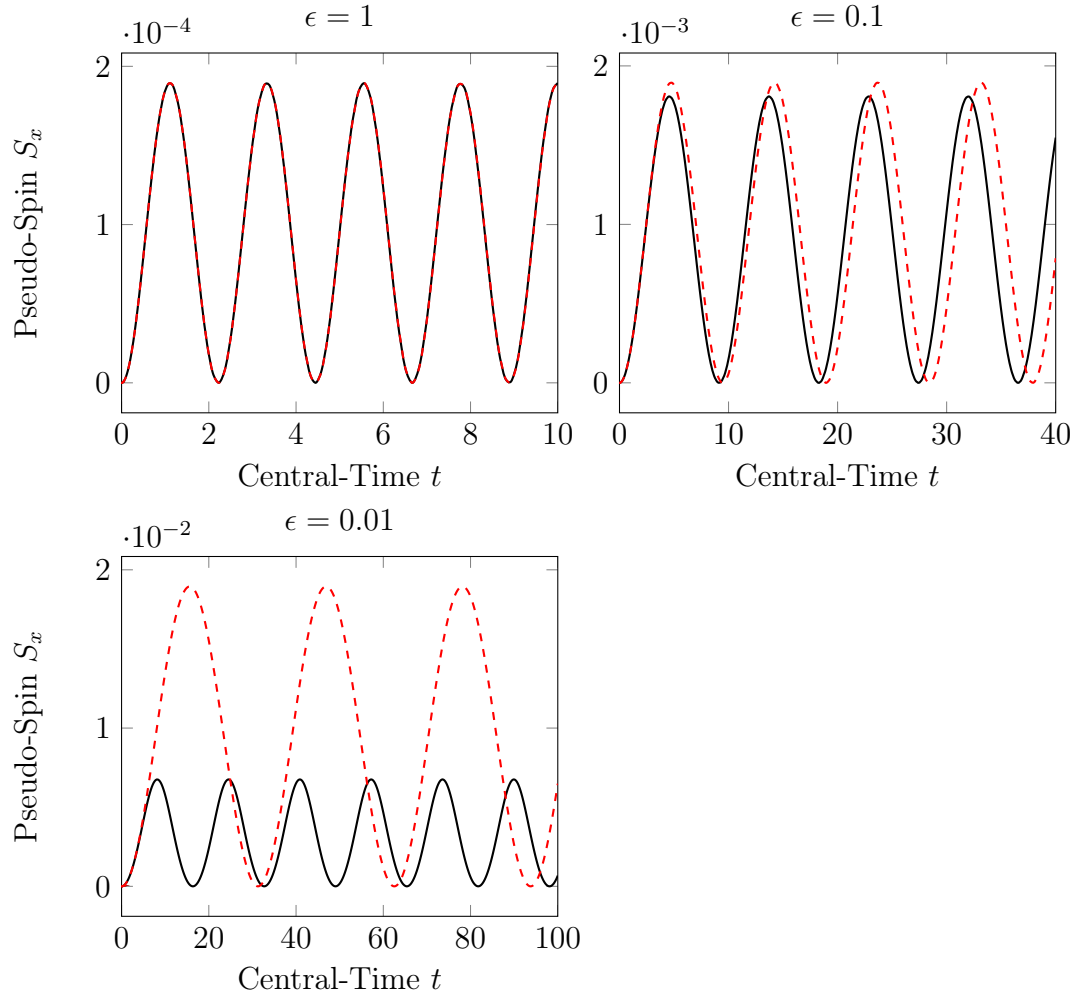 ϵ = 1
·10⁻⁴
Pseudo-Spin Sₓ
2
1
0
0 2 4 6 8 10
Central-Time t
ϵ = 0.1
·10⁻³
2
1
0
0 10 20 30 40
Central-Time t
ϵ = 0.01
·10⁻²
Pseudo-Spin Sₓ
2
1
0
0 20 40 60 80 100
Central-Time t